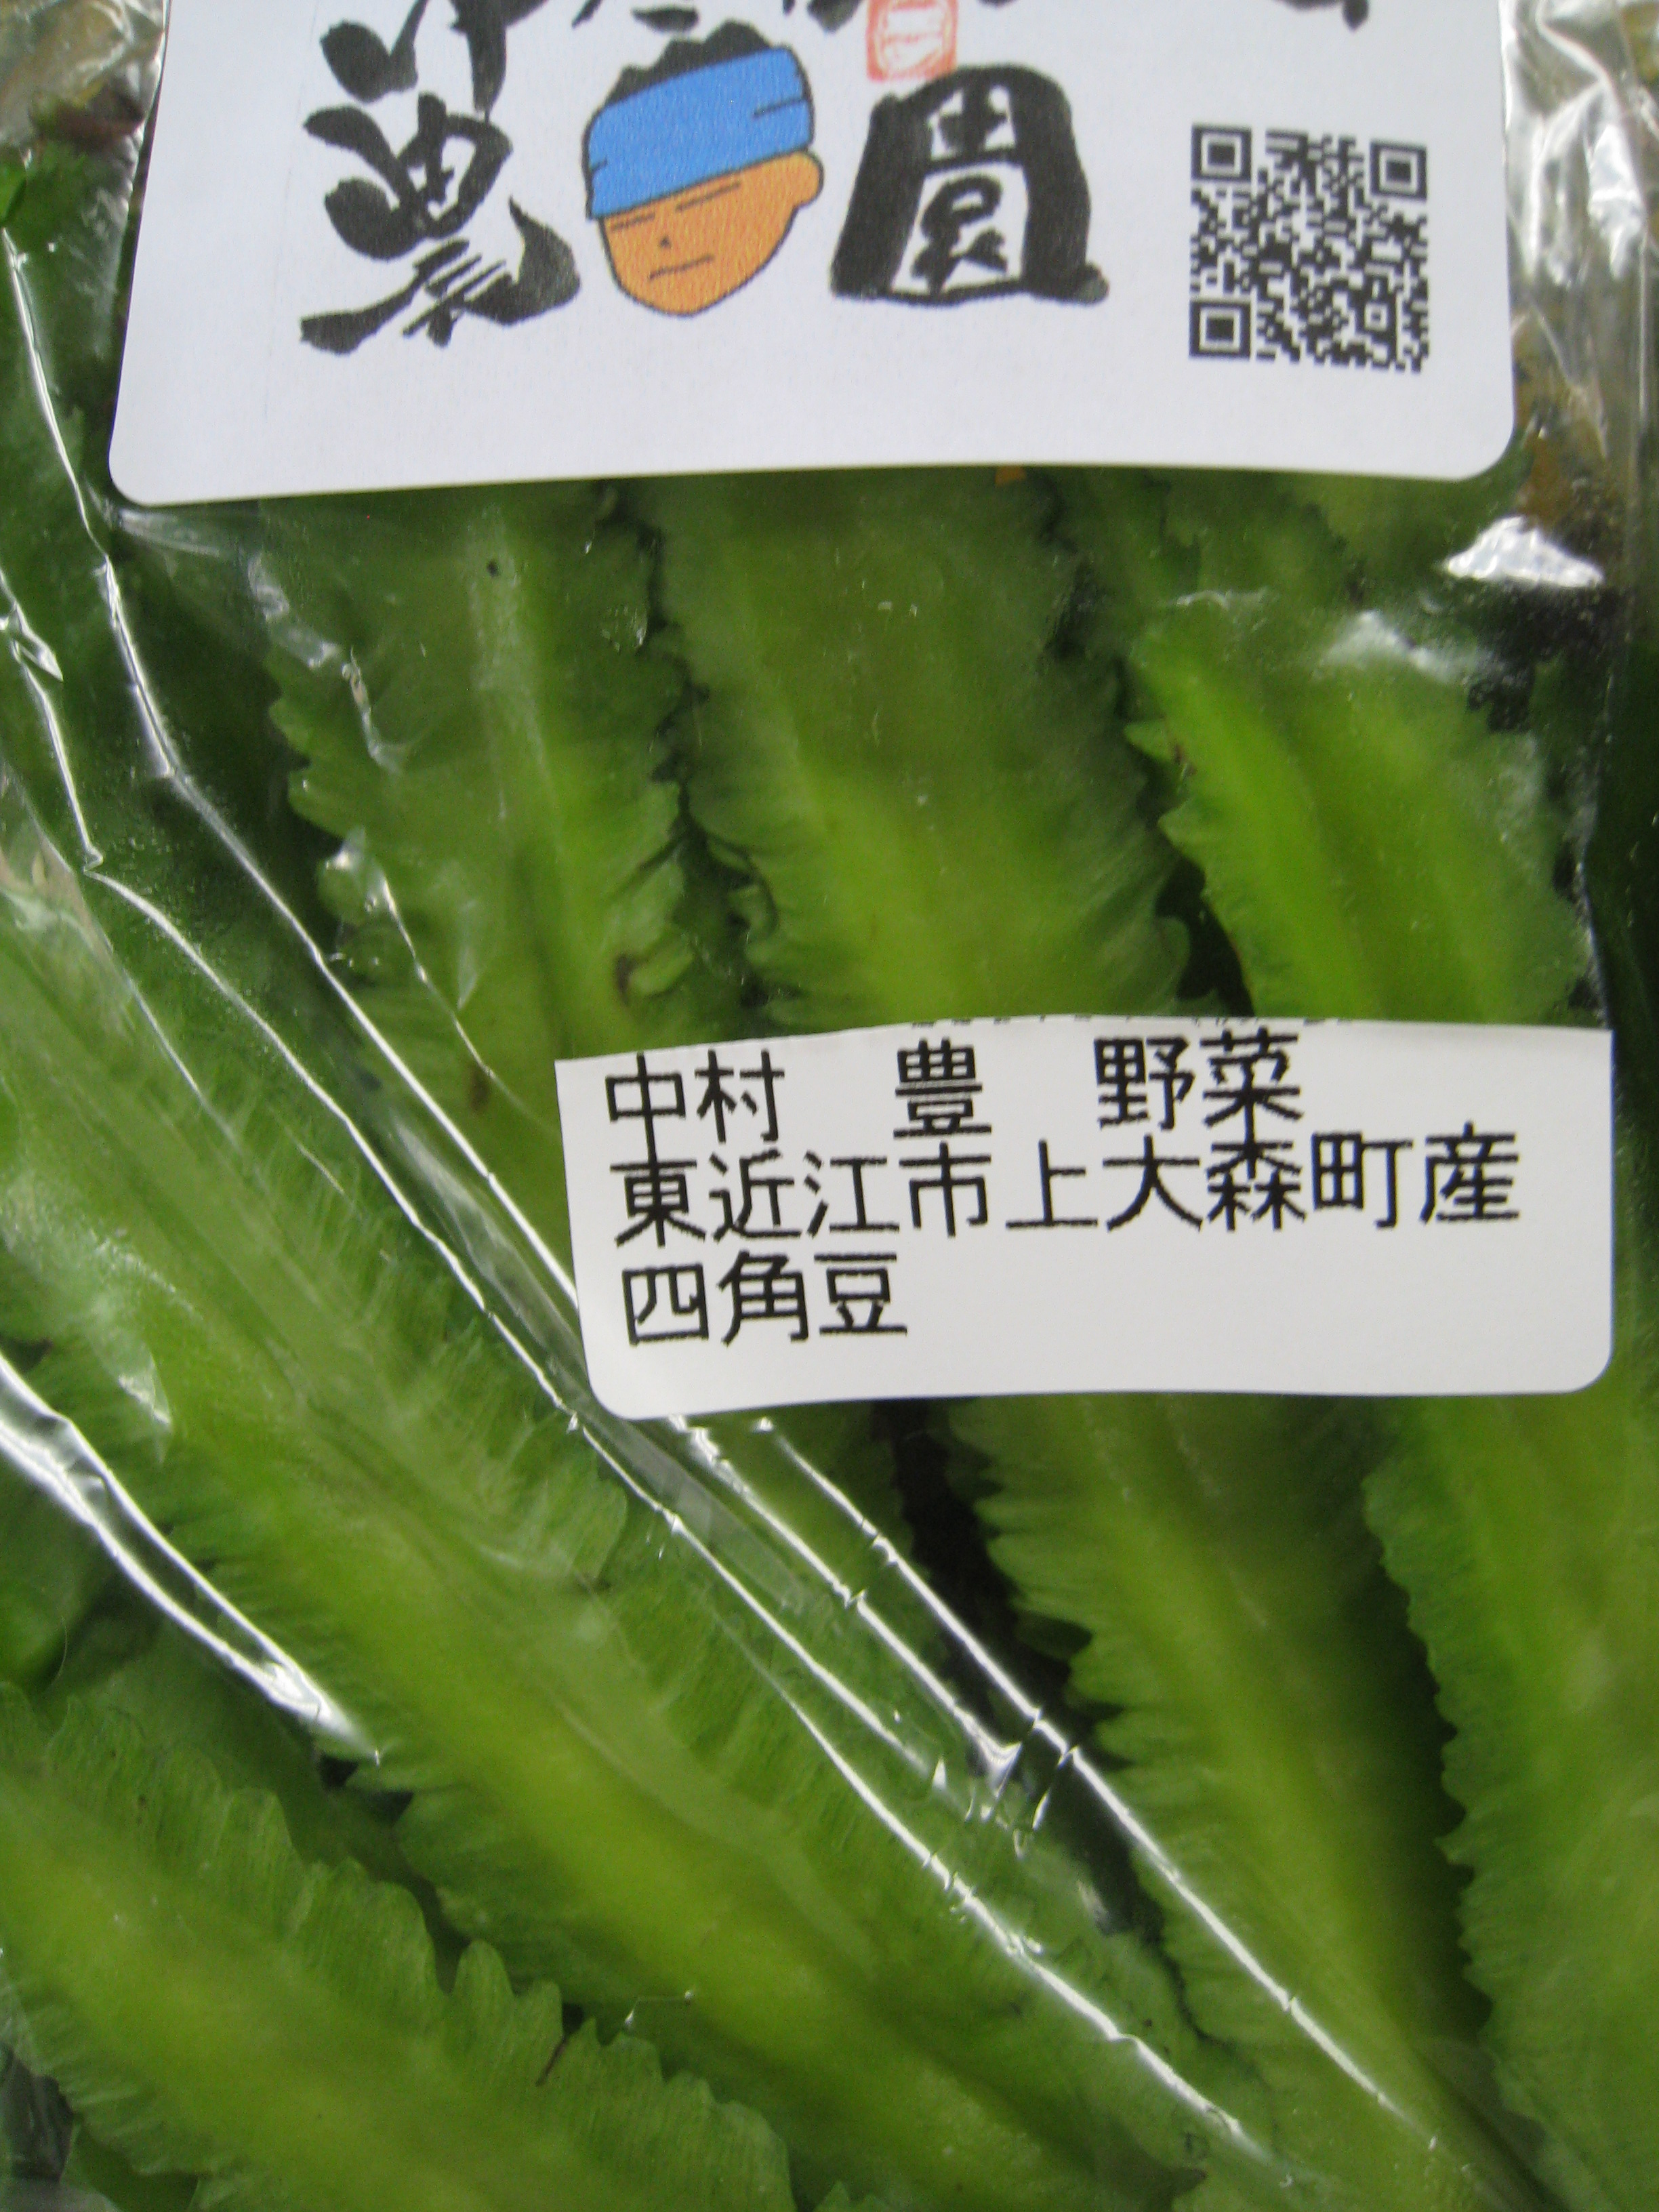 農園
中村　豊　野菜
東近江市上大森町産
四角豆